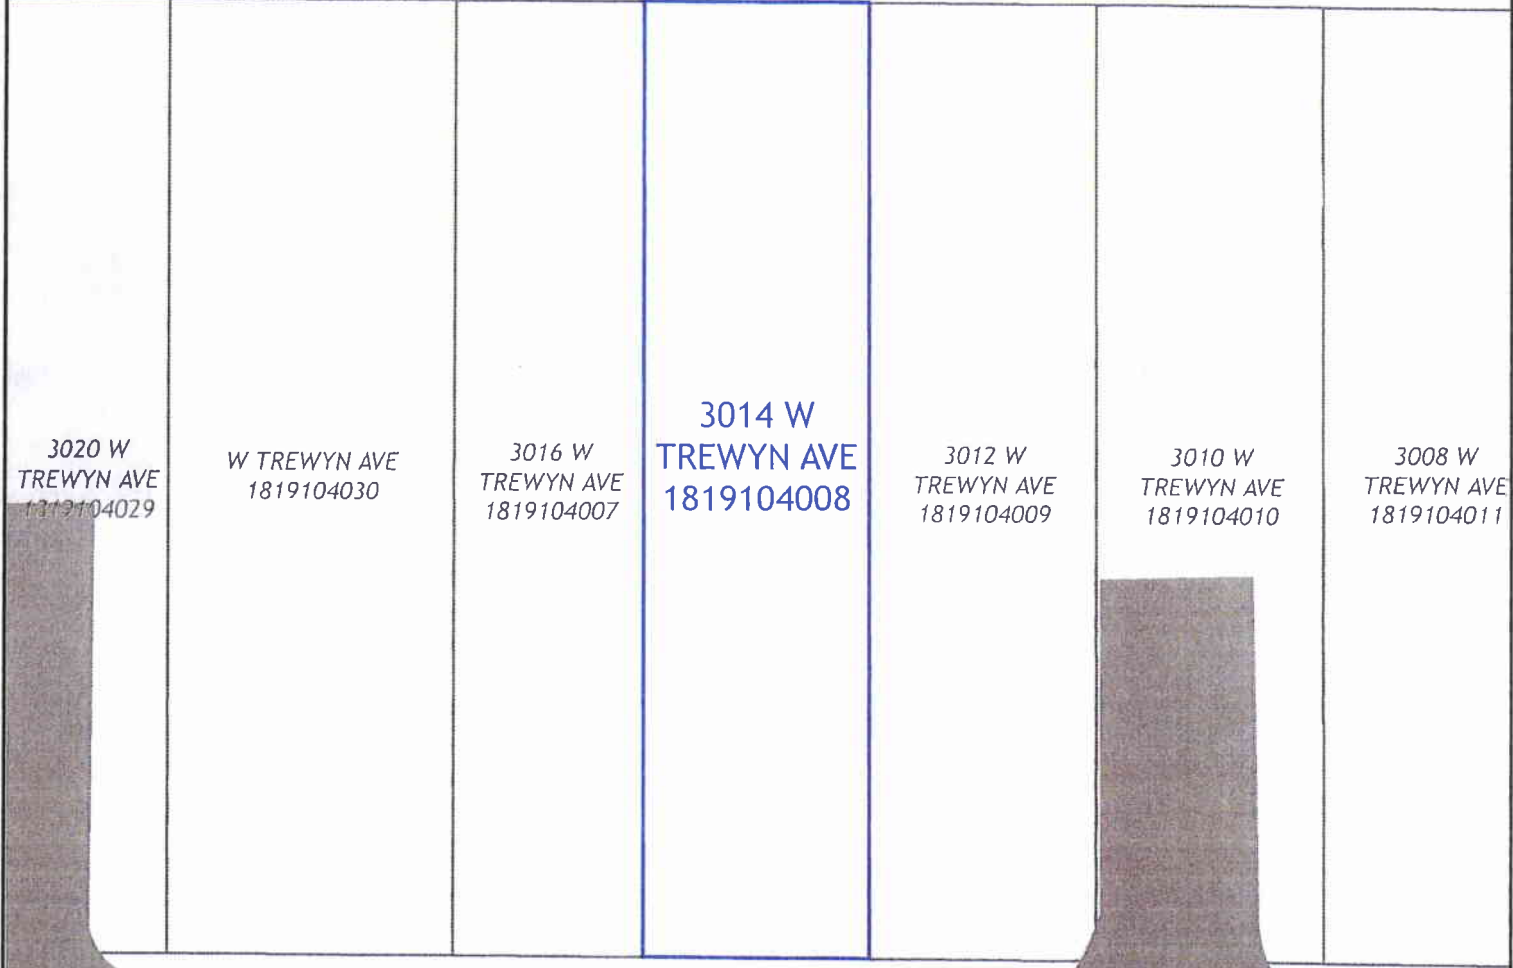 3020 W
TREWYN AVE
1819104029
W TREWYN AVE
1819104030
3016 W
TREWYN AVE
1819104007
3014 W
TREWYN AVE
1819104008
3012 W
TREWYN AVE
1819104009
3010 W
TREWYN AVE
1819104010
3008 W
TREWYN AVE
1819104011